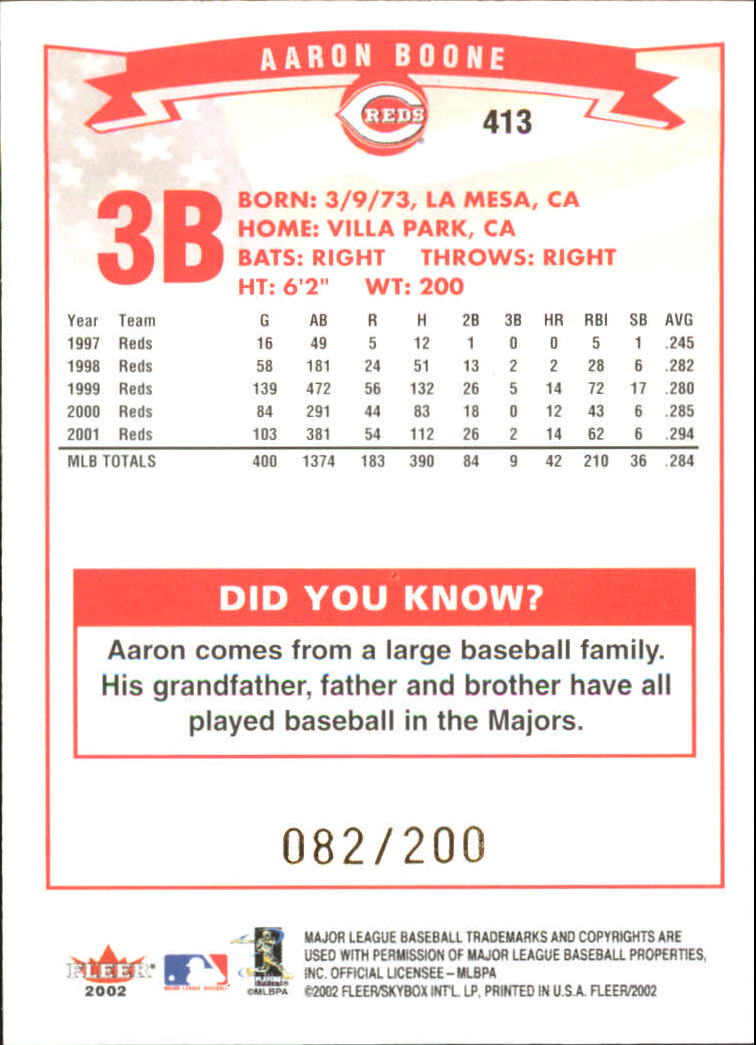 AARON BOONE
REDS
413
3B
BORN: 3/9/73, LA MESA, CA
HOME: VILLA PARK, CA
BATS: RIGHT THROWS: RIGHT
HT: 6'2" WT: 200
Year Team G AB R H 2B 3B HR RBI SB AVG
1997 Reds 16 49 5 12 1 0 0 5 1 .245
1998 Reds 58 181 24 51 13 2 2 28 6 .282
1999 Reds 139 472 56 132 26 5 14 72 17 .280
2000 Reds 84 291 44 83 18 0 12 43 6 .285
2001 Reds 103 381 54 112 26 2 14 62 6 .294
MLB TOTALS 400 1374 183 390 84 9 42 210 36 .284
DID YOU KNOW?
Aaron comes from a large baseball family.
His grandfather, father and brother have all
played baseball in the Majors.
082/200
FLEER
2002
MAJOR LEAGUE BASEBALL
PLAYERS
©MLBPA
MAJOR LEAGUE BASEBALL TRADEMARKS AND COPYRIGHTS ARE
USED WITH PERMISSION OF MAJOR LEAGUE BASEBALL PROPERTIES,
INC. OFFICIAL LICENSEE – MLBPA
©2002 FLEER/SKYBOX INT'L. LP, PRINTED IN U.S.A. FLEER/2002